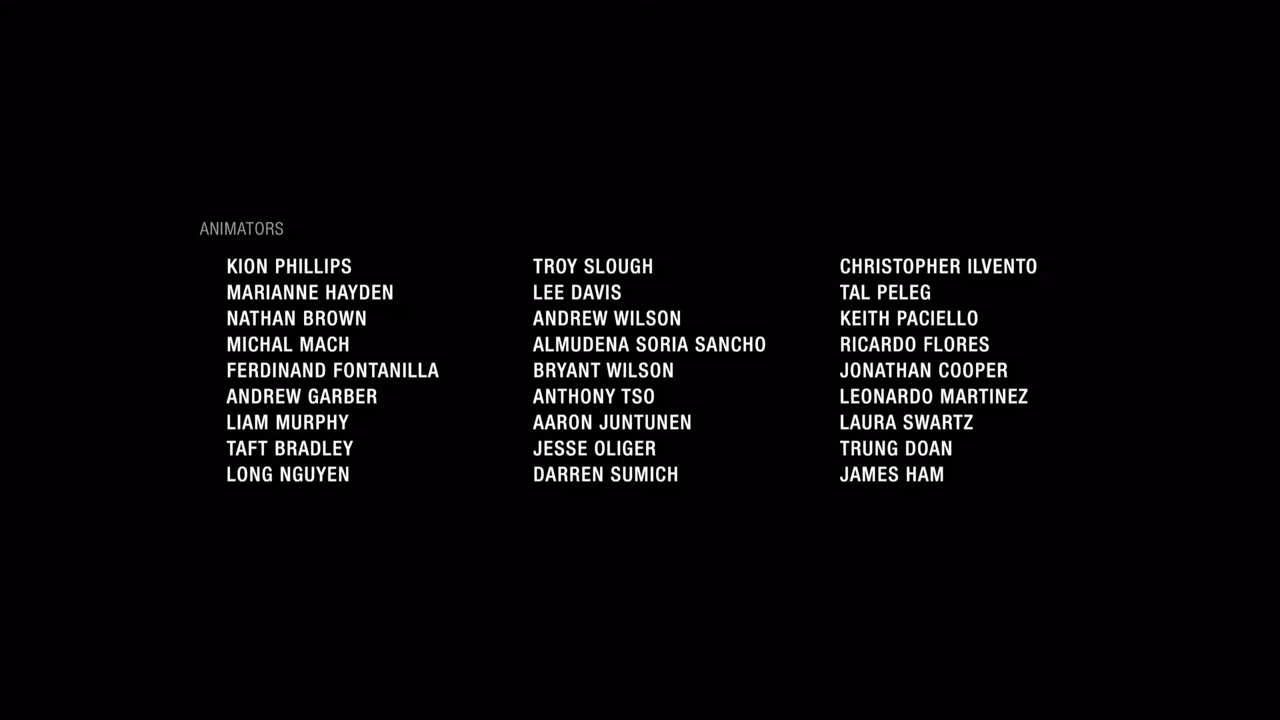 ANIMATORS
KION PHILLIPS
MARIANNE HAYDEN
NATHAN BROWN
MICHAL MACH
FERDINAND FONTANILLA
ANDREW GARBER
LIAM MURPHY
TAFT BRADLEY
LONG NGUYEN
TROY SLOUGH
LEE DAVIS
ANDREW WILSON
ALMUDENA SORIA SANCHO
BRYANT WILSON
ANTHONY TSO
AARON JUNTUNEN
JESSE OLIGER
DARREN SUMICH
CHRISTOPHER ILVENTO
TAL PELEG
KEITH PACIELLO
RICARDO FLORES
JONATHAN COOPER
LEONARDO MARTINEZ
LAURA SWARTZ
TRUNG DOAN
JAMES HAM